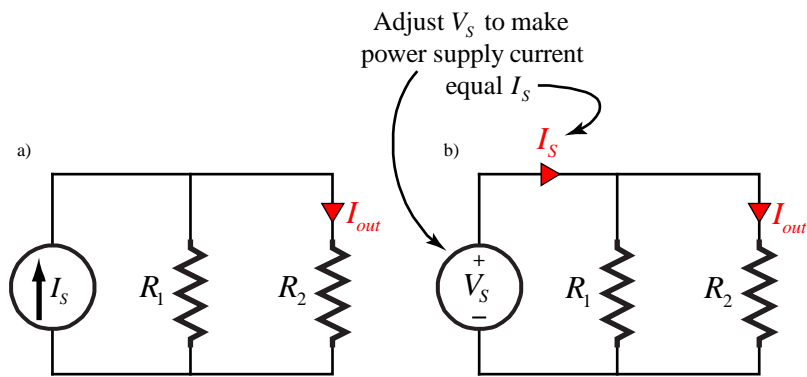 Adjust V_S to make
power supply current
equal I_S
a)
I_out
I_S
R_1
R_2
b)
I_S
I_out
+
V_S
−
R_1
R_2